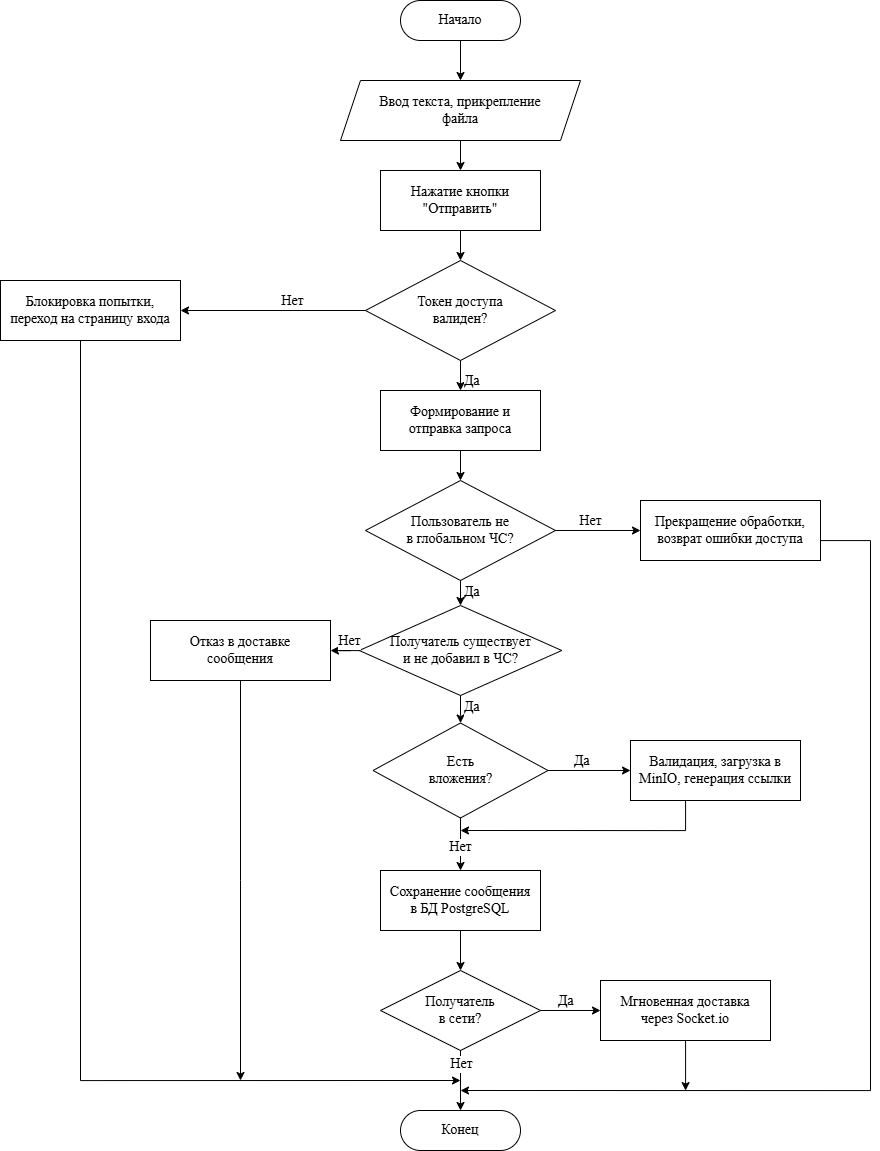 Начало
Ввод текста, прикрепление
файла
Нажатие кнопки
"Отправить"
Токен доступа
валиден?
Нет
Блокировка попытки,
переход на страницу входа
Да
Формирование и
отправка запроса
Пользователь не
в глобальном ЧС?
Нет
Прекращение обработки,
возврат ошибки доступа
Да
Получатель существует
и не добавил в ЧС?
Нет
Отказ в доставке
сообщения
Да
Есть
вложения?
Да
Валидация, загрузка в
MinIO, генерация ссылки
Нет
Сохранение сообщения
в БД PostgreSQL
Получатель
в сети?
Да
Мгновенная доставка
через Socket.io
Нет
Конец